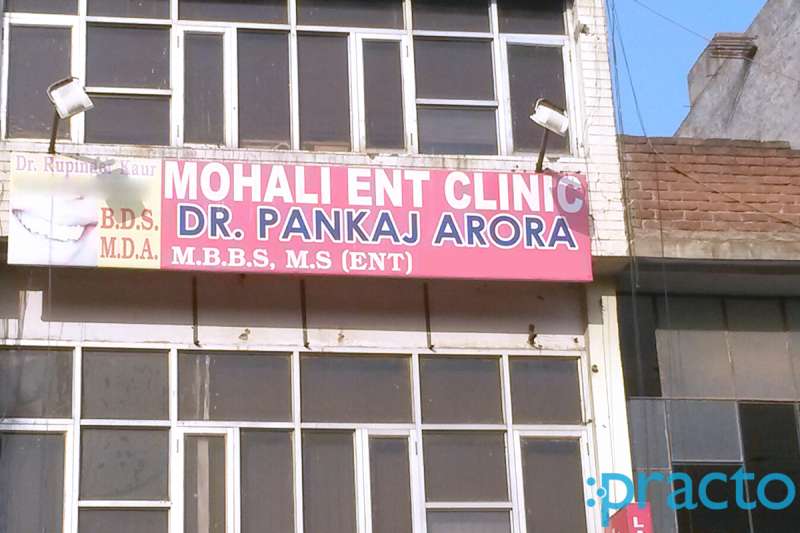 Dr. Rupinder Kaur
B.D.S.
M.D.A.
MOHALI ENT CLINIC
DR. PANKAJ ARORA
M.B.B.S, M.S (ENT)
:practo
L